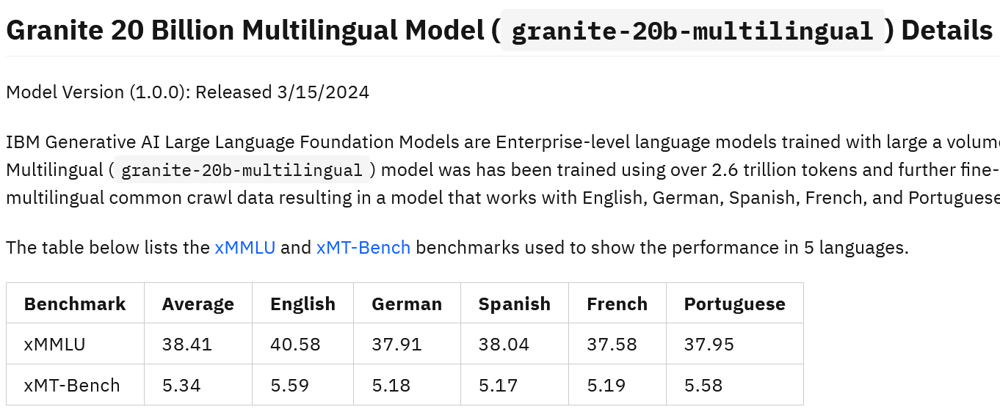 Granite 20 Billion Multilingual Model ( granite-20b-multilingual ) Details
Model Version (1.0.0): Released 3/15/2024
IBM Generative AI Large Language Foundation Models are Enterprise-level language models trained with large a volume
Multilingual ( granite-20b-multilingual ) model was has been trained using over 2.6 trillion tokens and further fine-
multilingual common crawl data resulting in a model that works with English, German, Spanish, French, and Portuguese
The table below lists the xMMLU and xMT-Bench benchmarks used to show the performance in 5 languages.
Benchmark Average English German Spanish French Portuguese
xMMLU 38.41 40.58 37.91 38.04 37.58 37.95
xMT-Bench 5.34 5.59 5.18 5.17 5.19 5.58